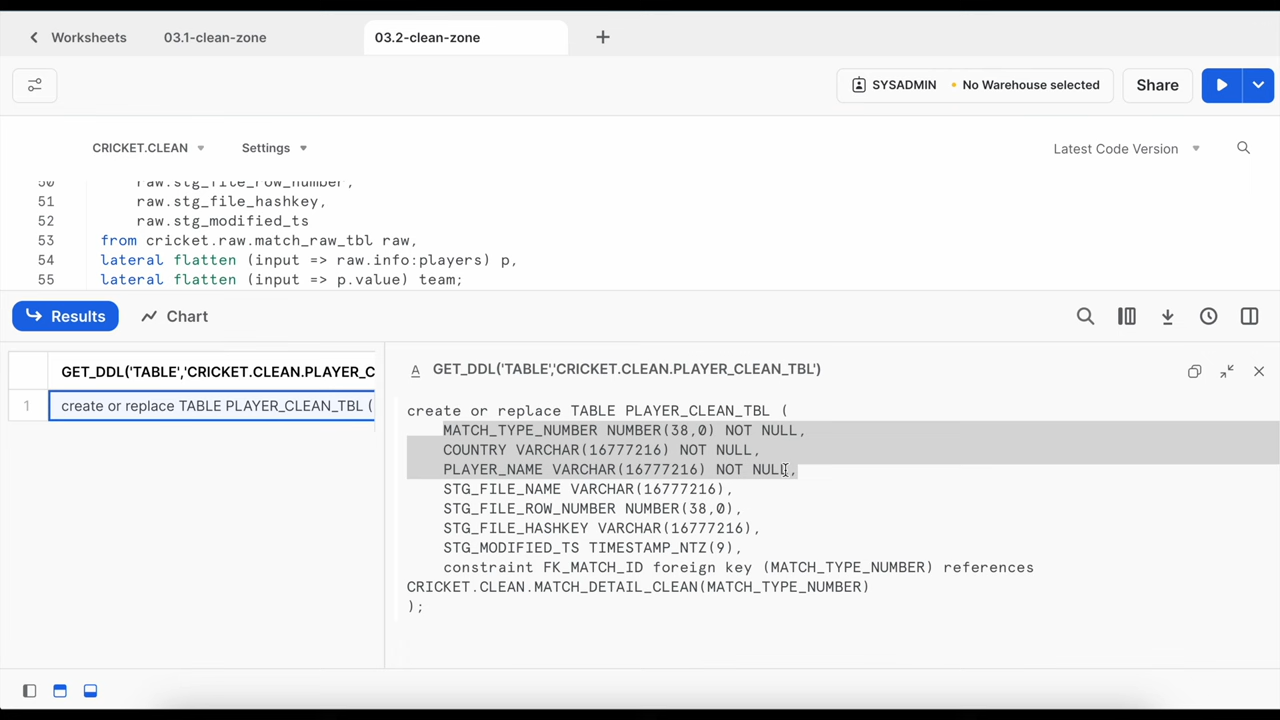 Worksheets
03.1-clean-zone
03.2-clean-zone
SYSADMIN
No Warehouse selected
Share
CRICKET.CLEAN
Settings
Latest Code Version
50 raw.stg_file_row_number,
51 raw.stg_file_hashkey,
52 raw.stg_modified_ts
53 from cricket.raw.match_raw_tbl raw,
54 lateral flatten (input => raw.info:players) p,
55 lateral flatten (input => p.value) team;
Results
Chart
GET_DDL('TABLE','CRICKET.CLEAN.PLAYER_C
1 create or replace TABLE PLAYER_CLEAN_TBL (
A GET_DDL('TABLE','CRICKET.CLEAN.PLAYER_CLEAN_TBL')
create or replace TABLE PLAYER_CLEAN_TBL (
MATCH_TYPE_NUMBER NUMBER(38,0) NOT NULL,
COUNTRY VARCHAR(16777216) NOT NULL,
PLAYER_NAME VARCHAR(16777216) NOT NULL,
STG_FILE_NAME VARCHAR(16777216),
STG_FILE_ROW_NUMBER NUMBER(38,0),
STG_FILE_HASHKEY VARCHAR(16777216),
STG_MODIFIED_TS TIMESTAMP_NTZ(9),
constraint FK_MATCH_ID foreign key (MATCH_TYPE_NUMBER) references
CRICKET.CLEAN.MATCH_DETAIL_CLEAN(MATCH_TYPE_NUMBER)
);